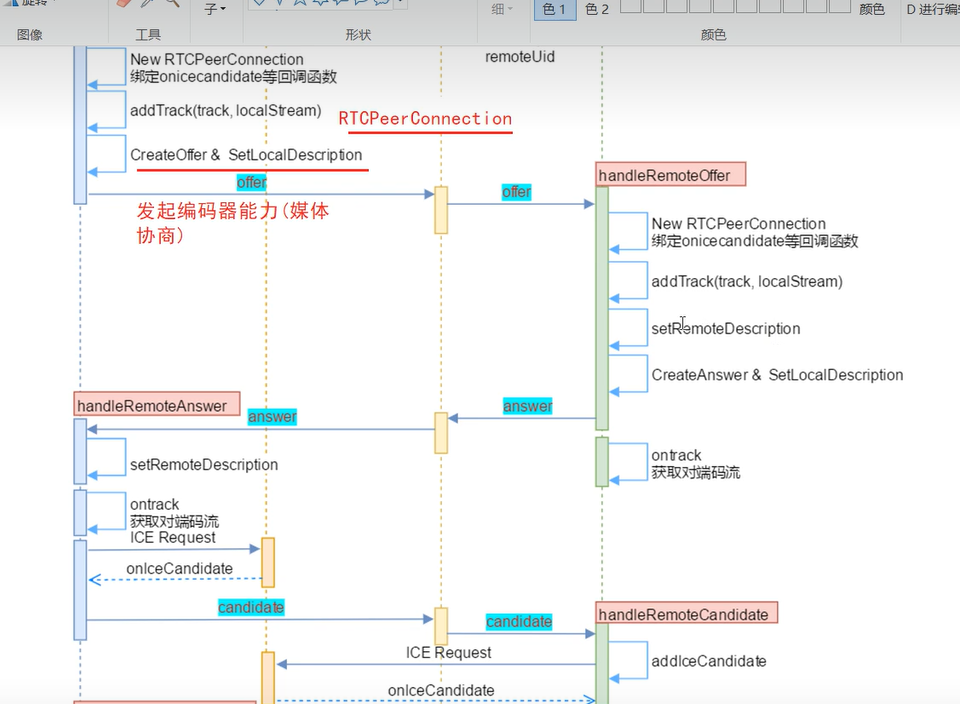 旋转
子
细
色 1
色 2
颜色
图像
工具
形状
颜色
remoteUid
New RTCPeerConnection
绑定onicecandidate等回调函数
addTrack(track, localStream)
RTCPeerConnection
CreateOffer & SetLocalDescription
handleRemoteOffer
offer
offer
发起编码器能力(媒体
协商)
New RTCPeerConnection
绑定onicecandidate等回调函数
addTrack(track, localStream)
setRemoteDescription
CreateAnswer & SetLocalDescription
handleRemoteAnswer
answer
answer
setRemoteDescription
ontrack
获取对端码流
ontrack
获取对端码流
ICE Request
onIceCandidate
candidate
candidate
handleRemoteCandidate
ICE Request
addIceCandidate
onIceCandidate